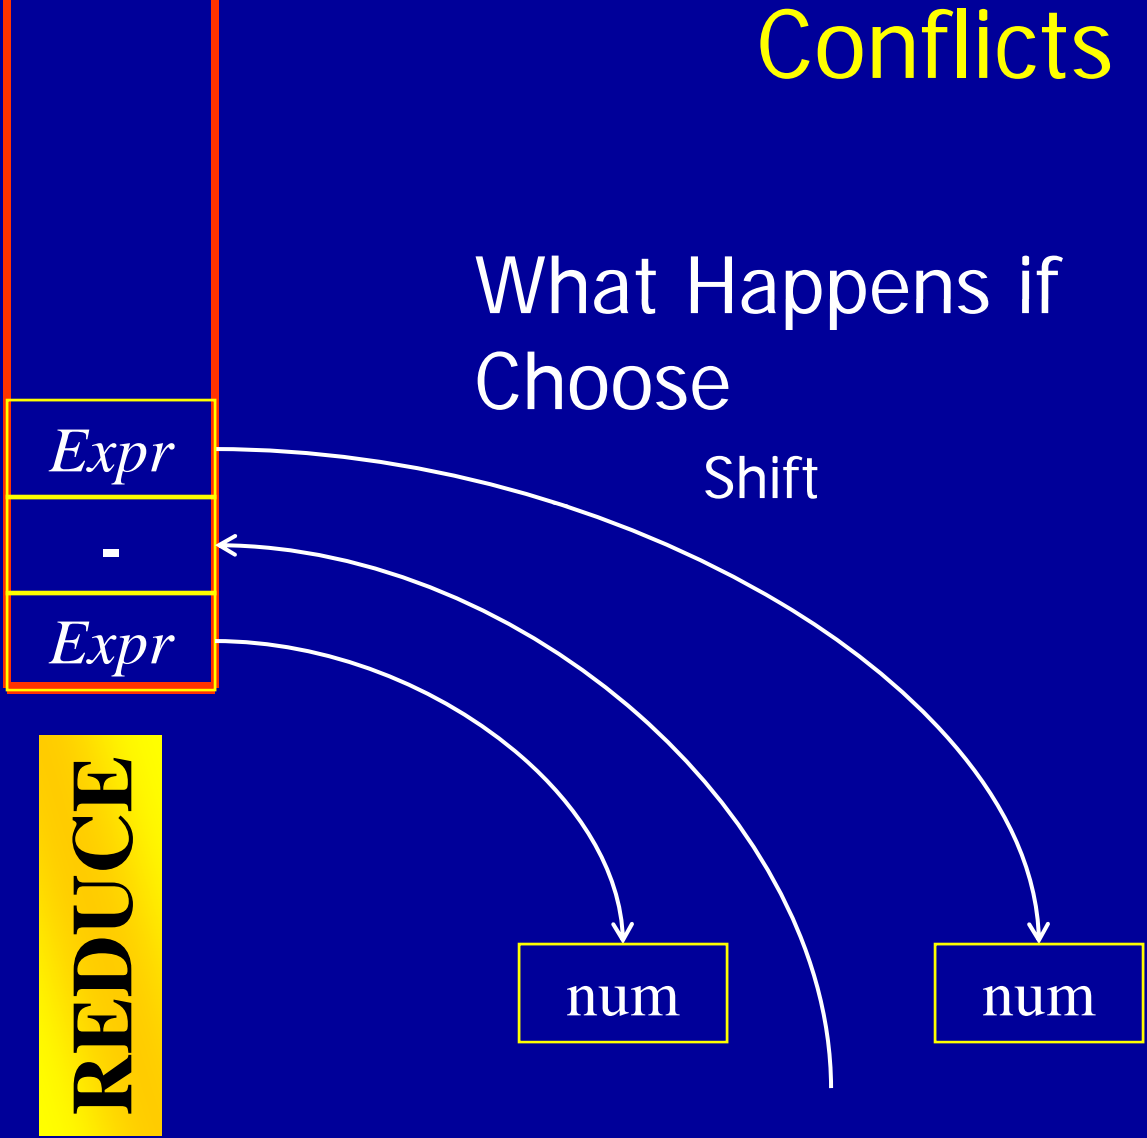 Conflicts
What Happens if
Choose
Shift
Expr
-
Expr
REDUCE
num
num